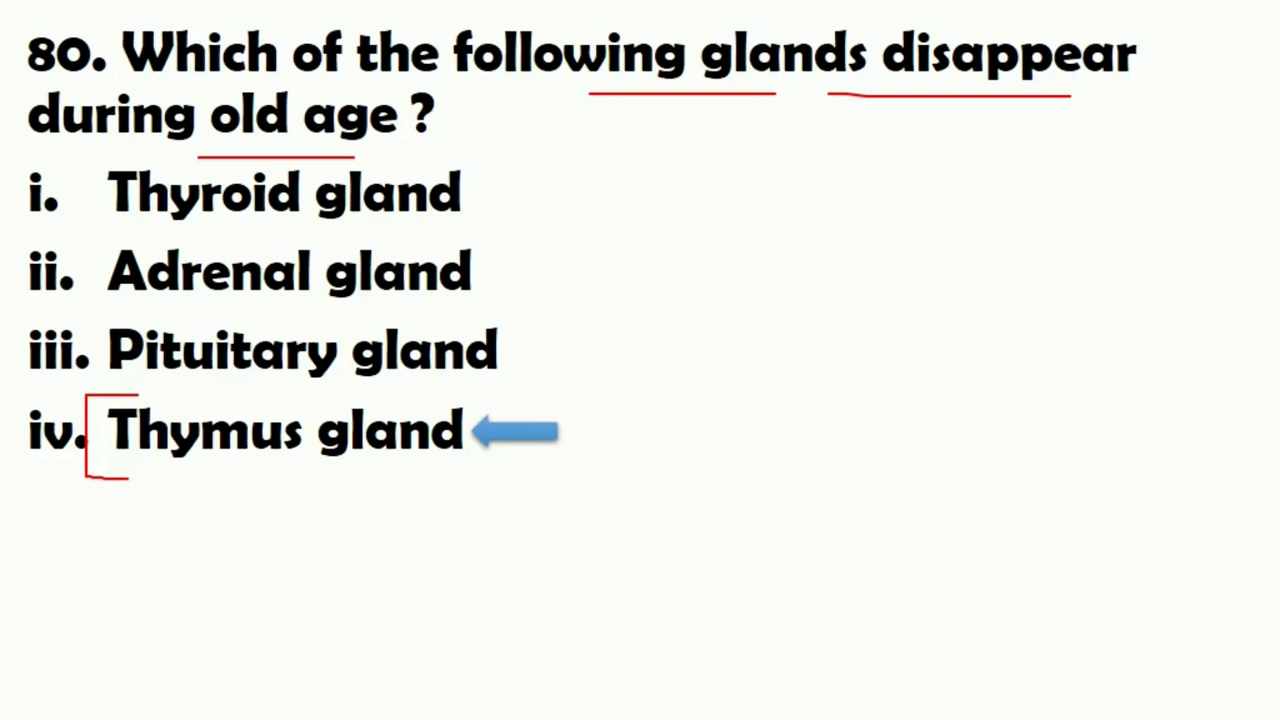 80. Which of the following glands disappear
during old age ?
i. Thyroid gland
ii. Adrenal gland
iii. Pituitary gland
iv. Thymus gland